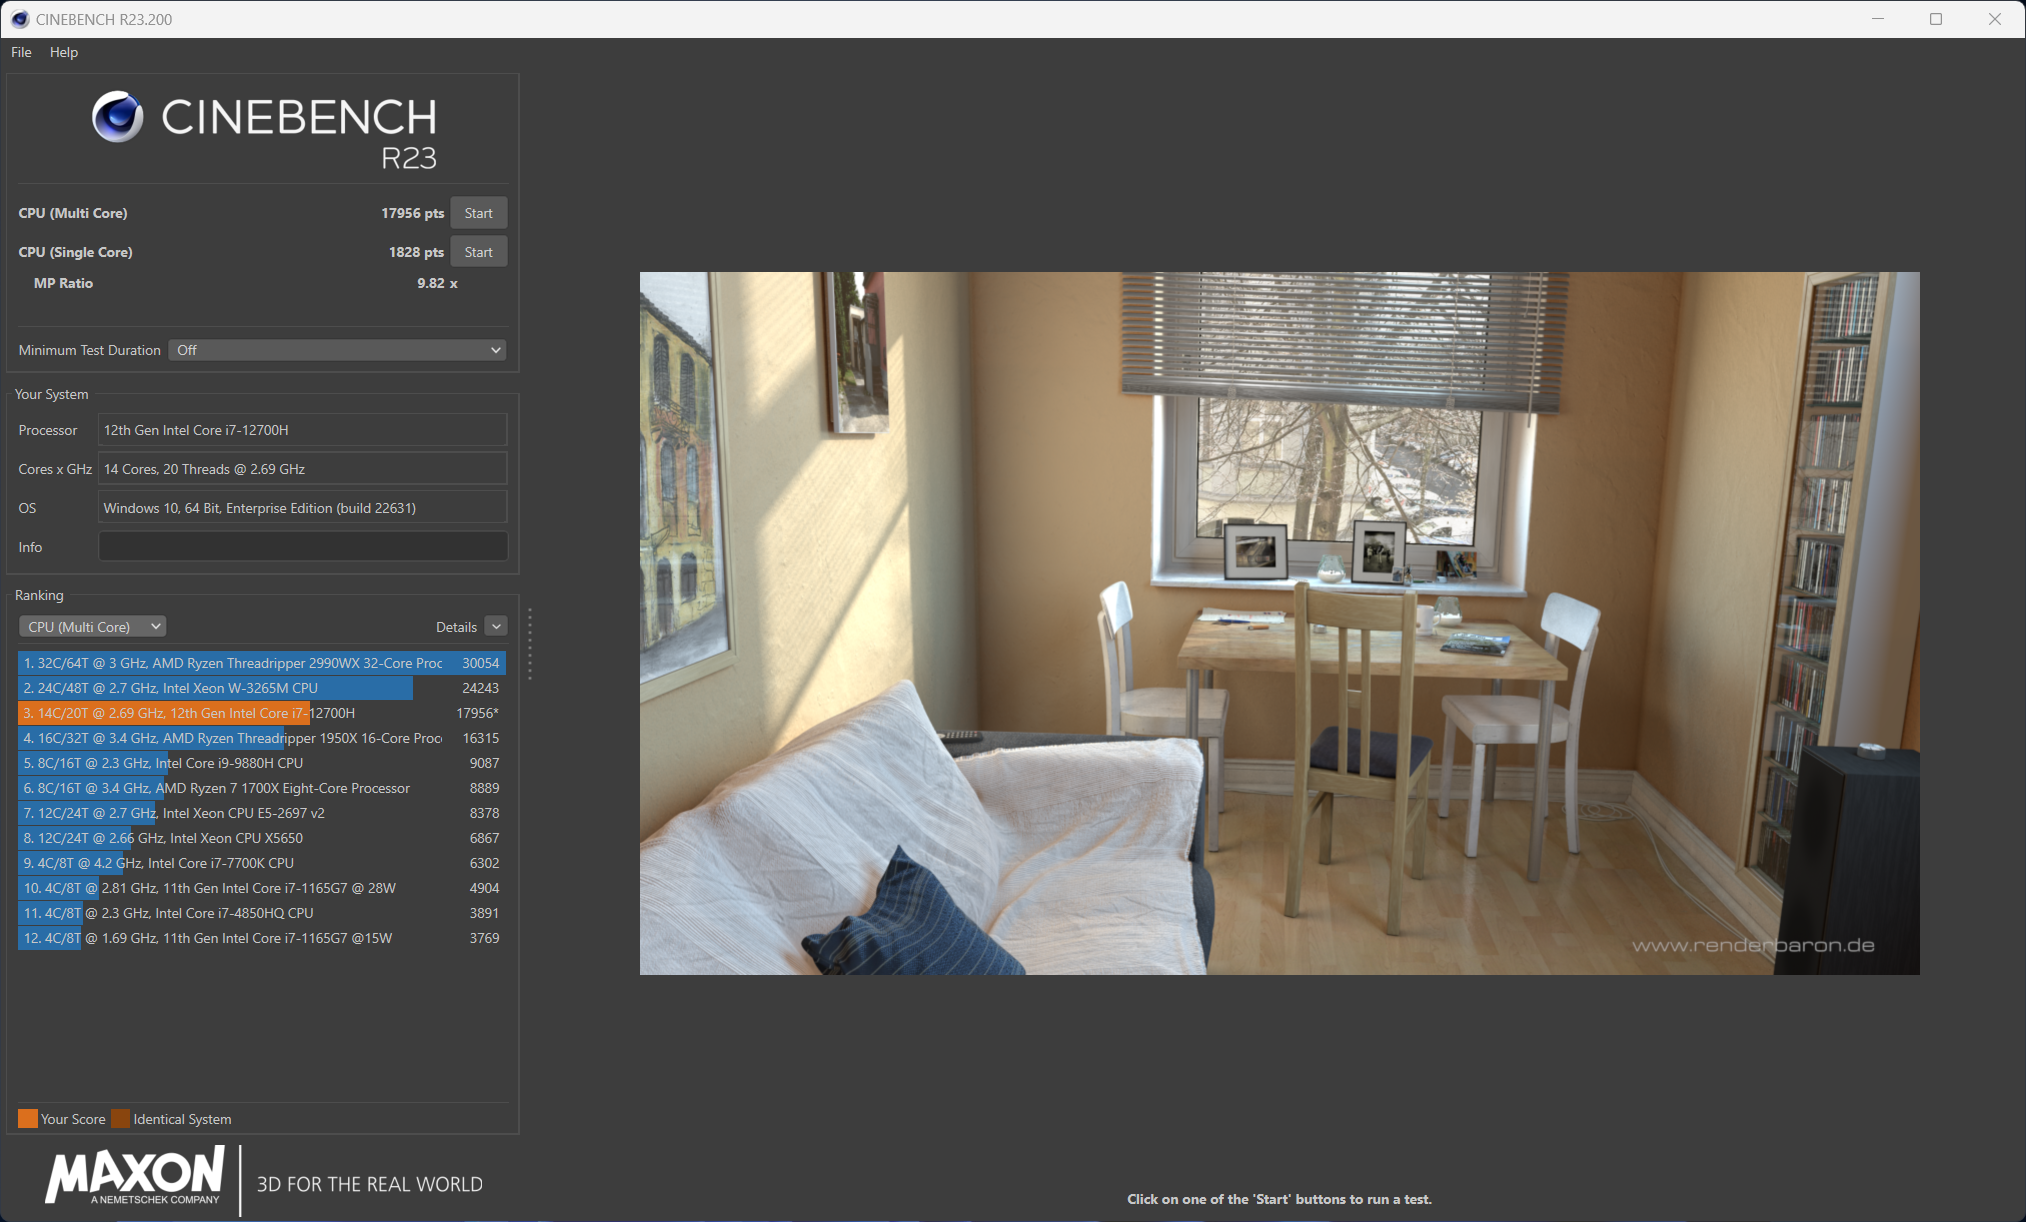 CINEBENCH R23.200
File Help
CINEBENCH
R23
CPU (Multi Core) 17956 pts Start
CPU (Single Core) 1828 pts Start
MP Ratio 9.82 x
Minimum Test Duration Off
Your System
Processor 12th Gen Intel Core i7-12700H
Cores x GHz 14 Cores, 20 Threads @ 2.69 GHz
OS Windows 10, 64 Bit, Enterprise Edition (build 22631)
Info
Ranking
CPU (Multi Core) Details
1. 32C/64T @ 3 GHz, AMD Ryzen Threadripper 2990WX 32-Core Proc 30054
2. 24C/48T @ 2.7 GHz, Intel Xeon W-3265M CPU 24243
3. 14C/20T @ 2.69 GHz, 12th Gen Intel Core i7-12700H 17956*
4. 16C/32T @ 3.4 GHz, AMD Ryzen Threadripper 1950X 16-Core Proc 16315
5. 8C/16T @ 2.3 GHz, Intel Core i9-9880H CPU 9087
6. 8C/16T @ 3.4 GHz, AMD Ryzen 7 1700X Eight-Core Processor 8889
7. 12C/24T @ 2.7 GHz, Intel Xeon CPU E5-2697 v2 8378
8. 12C/24T @ 2.66 GHz, Intel Xeon CPU X5650 6867
9. 4C/8T @ 4.2 GHz, Intel Core i7-7700K CPU 6302
10. 4C/8T @ 2.81 GHz, 11th Gen Intel Core i7-1165G7 @ 28W 4904
11. 4C/8T @ 2.3 GHz, Intel Core i7-4850HQ CPU 3891
12. 4C/8T @ 1.69 GHz, 11th Gen Intel Core i7-1165G7 @15W 3769
Your Score Identical System
MAXON
A NEMETSCHEK COMPANY
3D FOR THE REAL WORLD
www.renderbaron.de
Click on one of the 'Start' buttons to run a test.